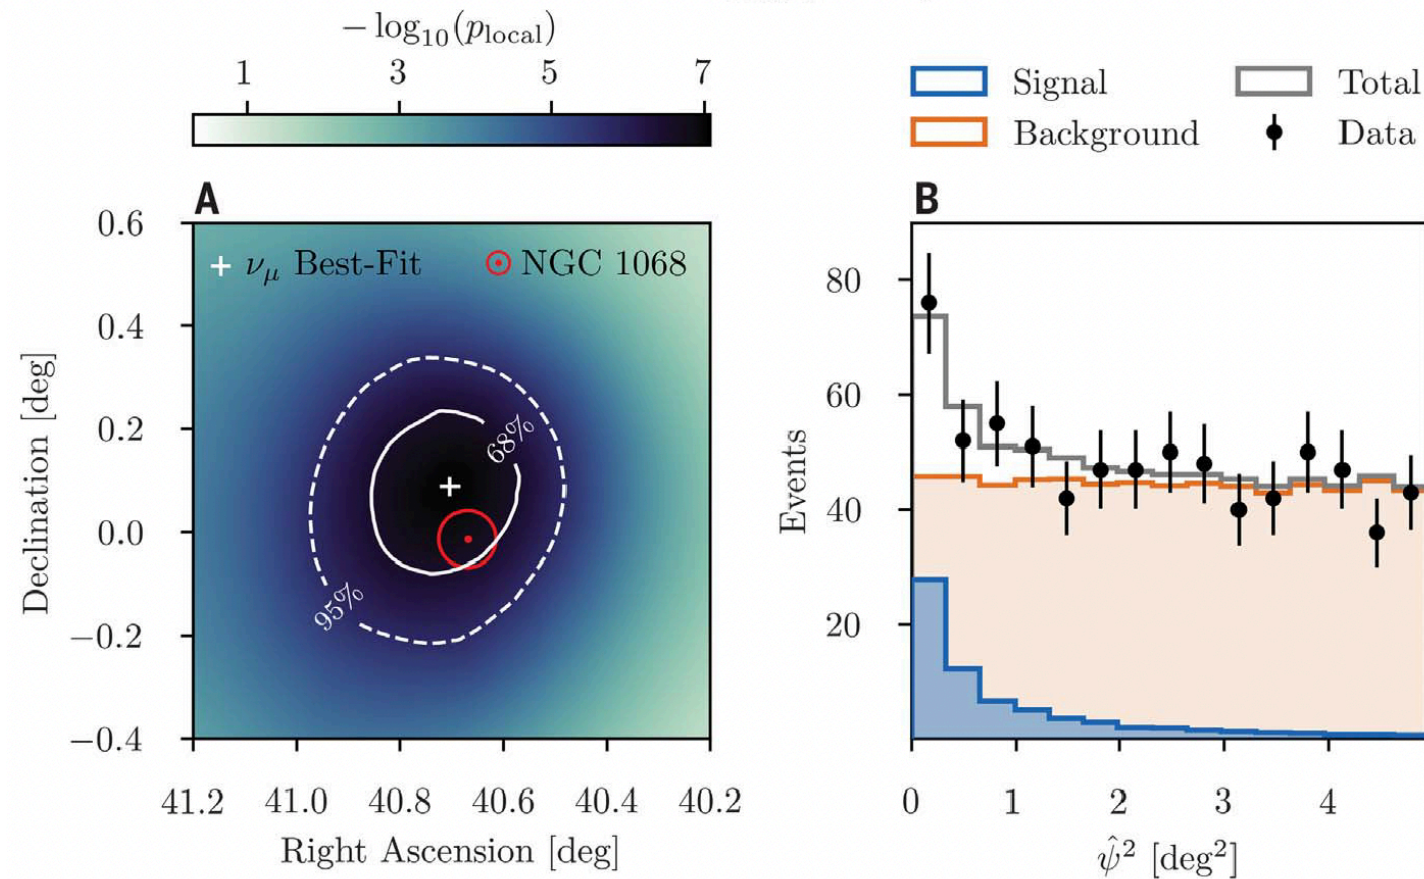 − log₁₀(p_local)
1 3 5 7
A
ν_μ Best-Fit NGC 1068
68%
95%
0.6
0.4
0.2
0.0
−0.2
−0.4
Declination [deg]
41.2 41.0 40.8 40.6 40.4 40.2
Right Ascension [deg]
Signal Total
Background Data
B
80
60
40
20
Events
0 1 2 3 4
ψ̂² [deg²]